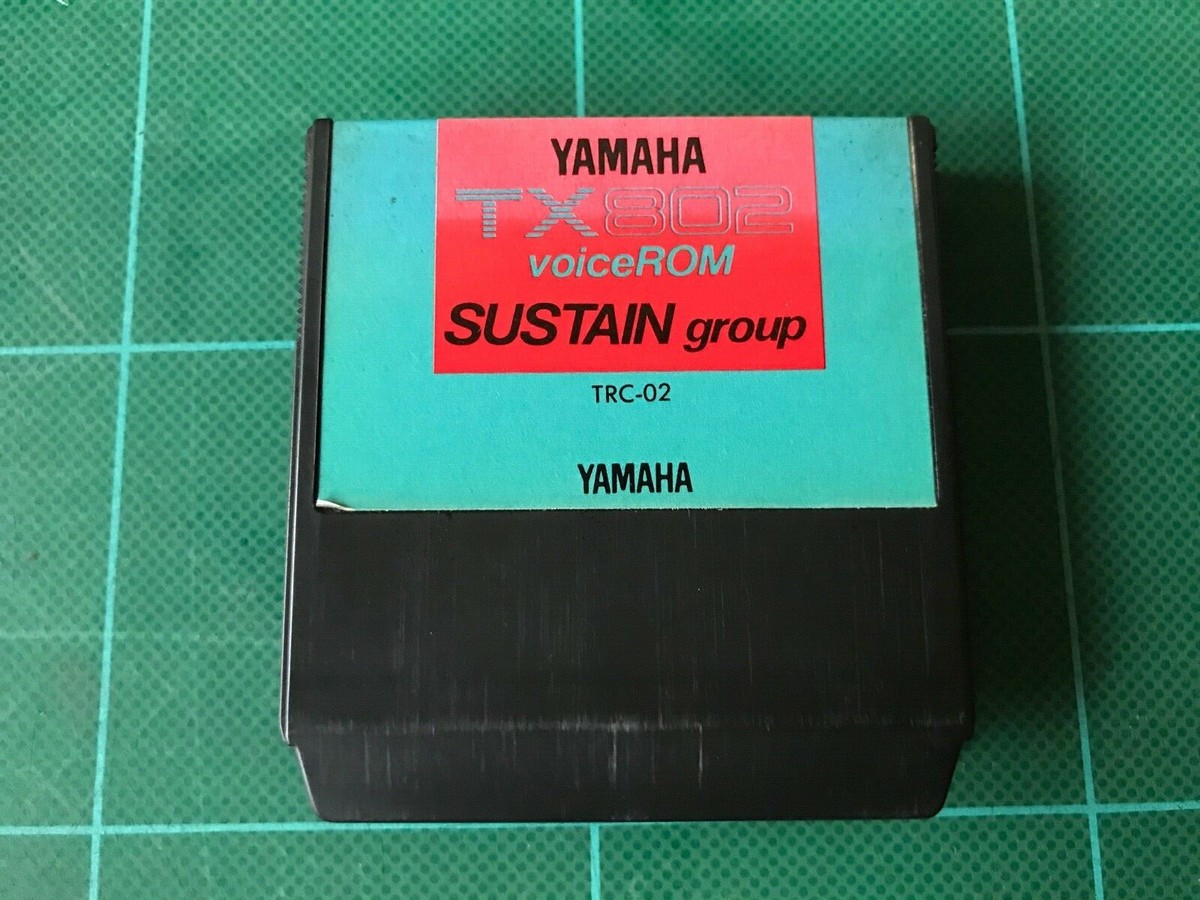 YAMAHA
TX802
voiceROM
SUSTAIN group
TRC-02
YAMAHA